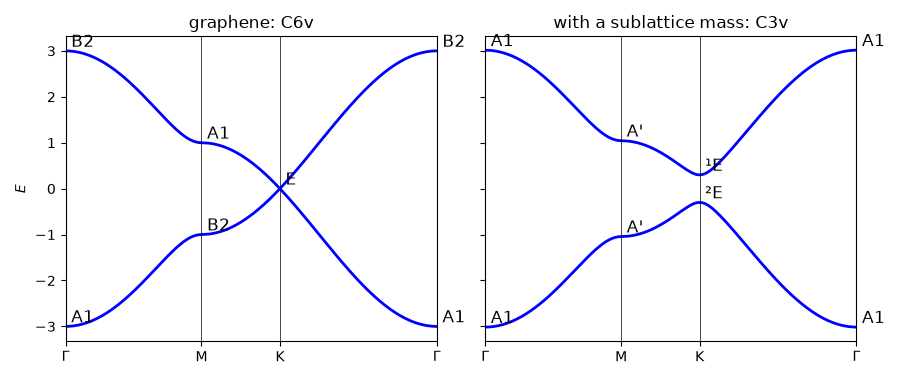 graphene: C6v
with a sublattice mass: C3v
E
3
2
1
0
−1
−2
−3
B2
A1
E
B2
A1
B2
A1
Γ
M
K
Γ
A1
A'
¹E
²E
A'
A1
A1
A1
Γ
M
K
Γ